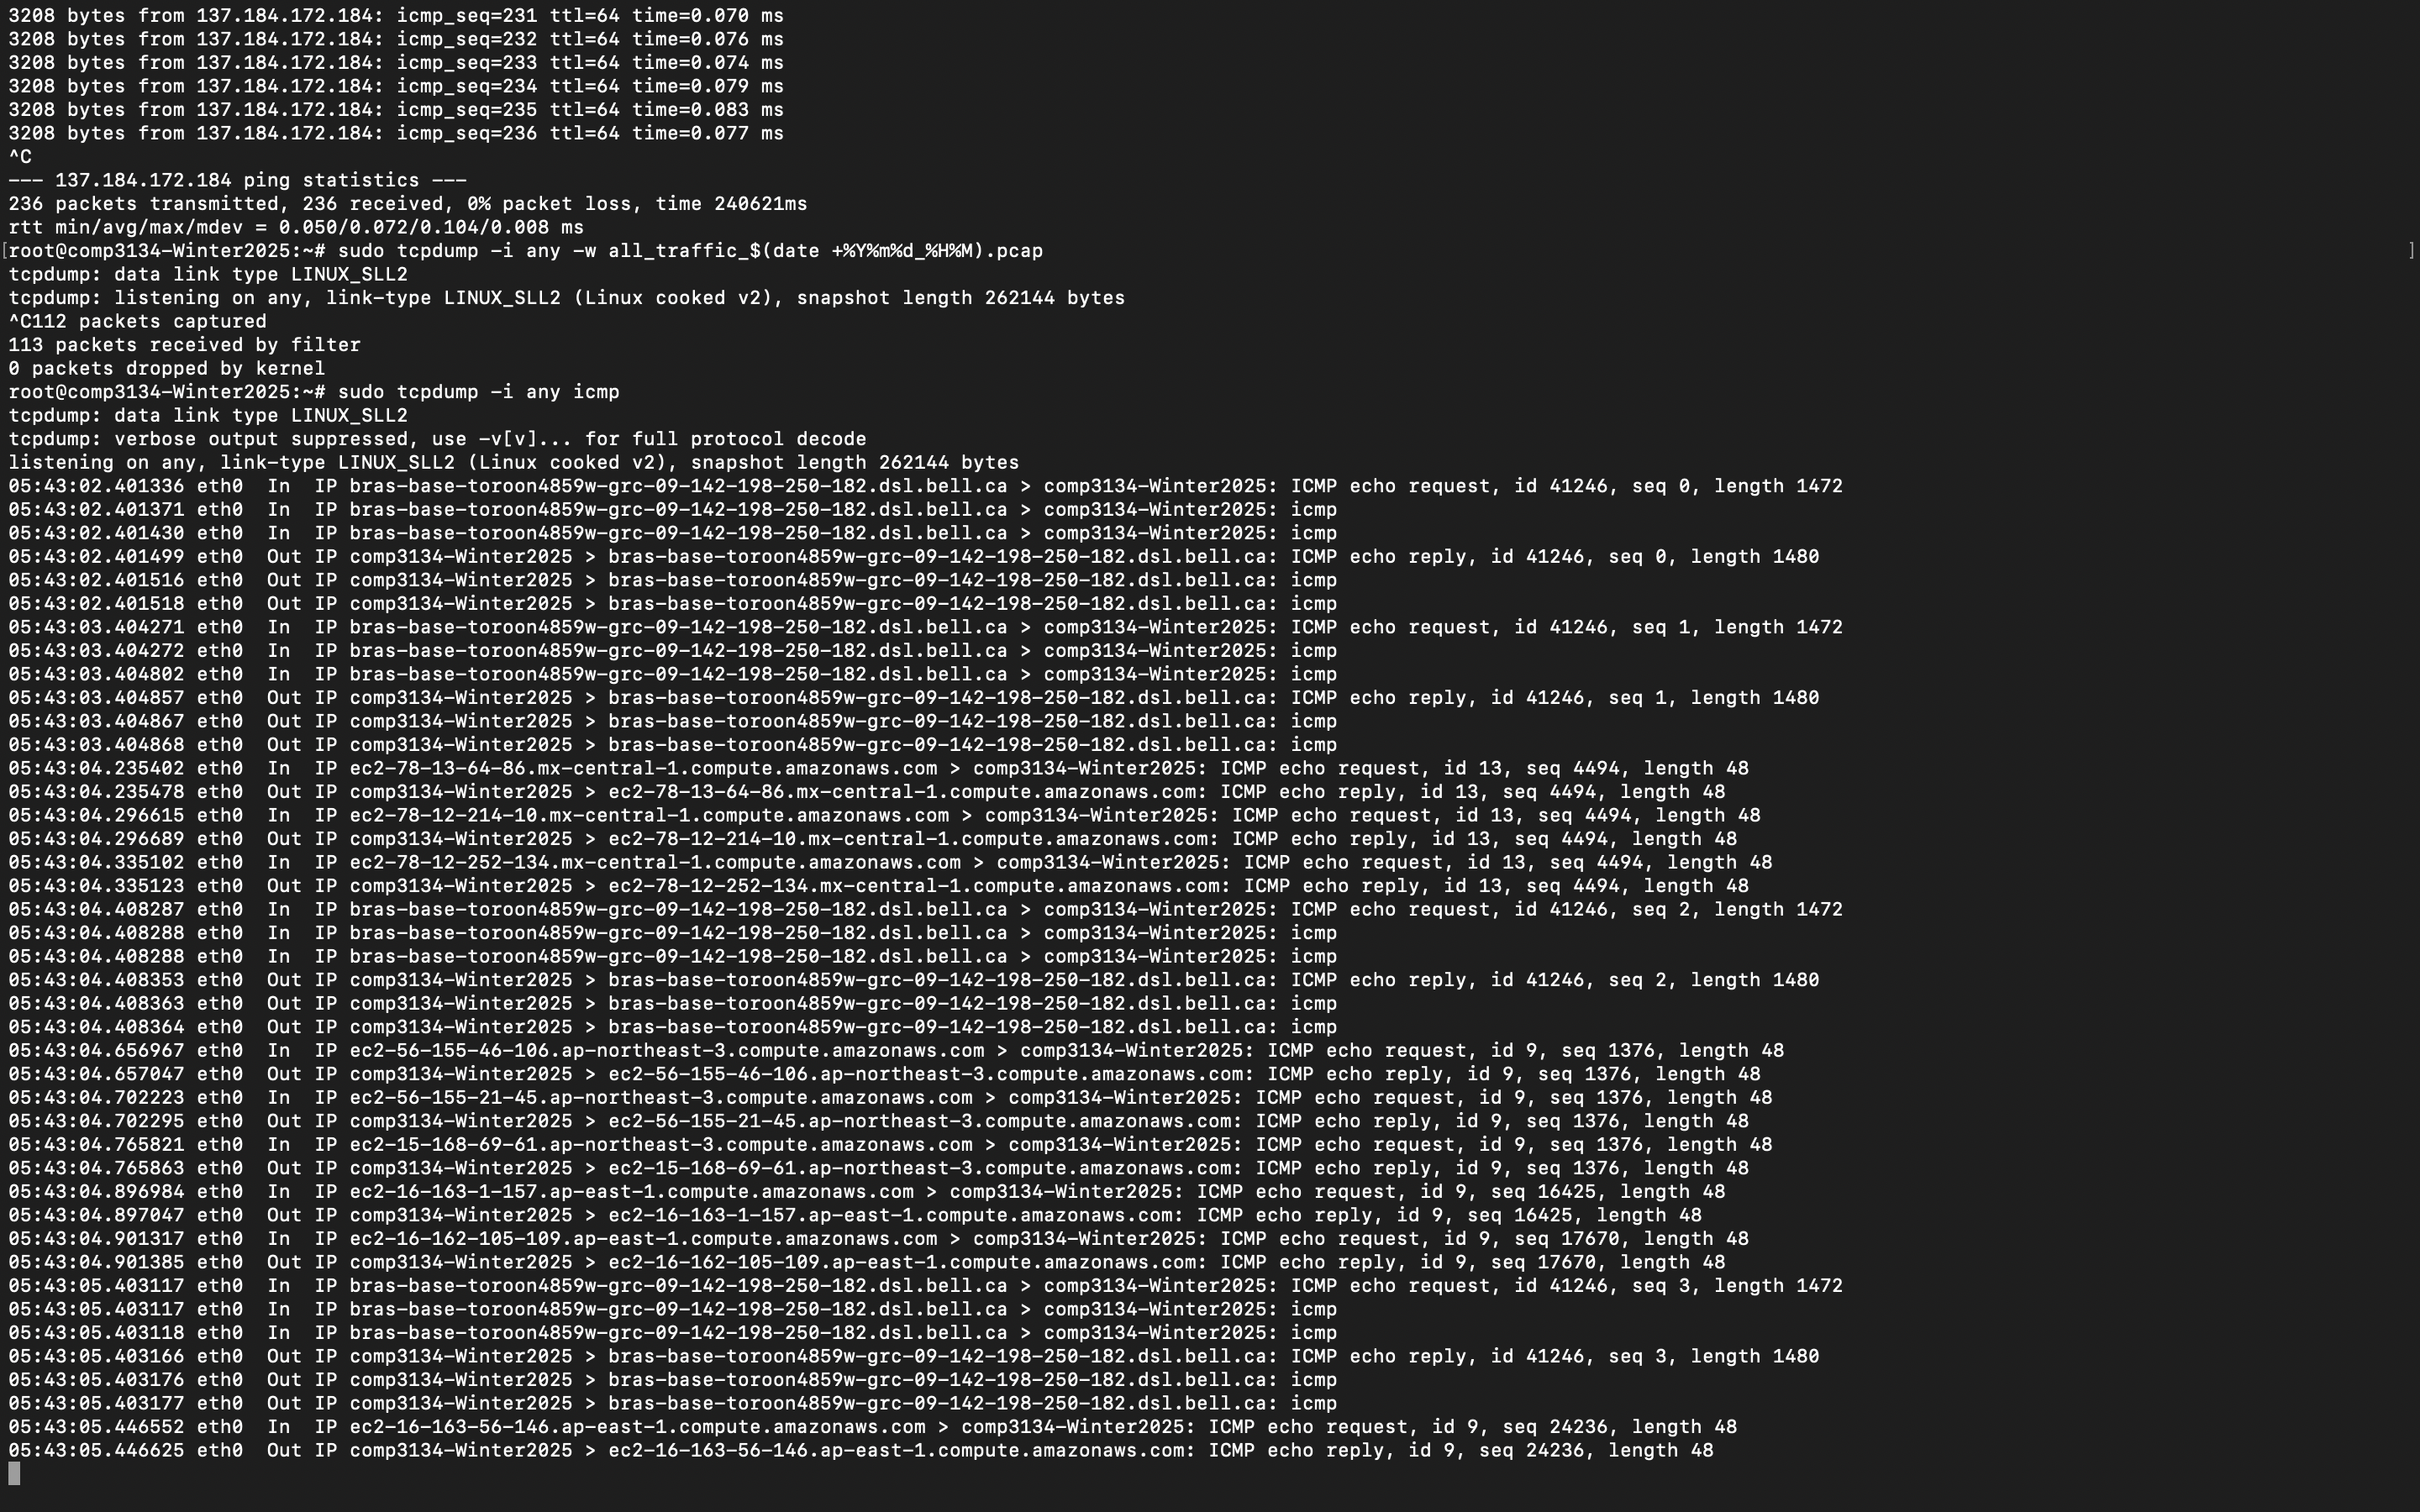 3208 bytes from 137.184.172.184: icmp_seq=231 ttl=64 time=0.070 ms
3208 bytes from 137.184.172.184: icmp_seq=232 ttl=64 time=0.076 ms
3208 bytes from 137.184.172.184: icmp_seq=233 ttl=64 time=0.074 ms
3208 bytes from 137.184.172.184: icmp_seq=234 ttl=64 time=0.079 ms
3208 bytes from 137.184.172.184: icmp_seq=235 ttl=64 time=0.083 ms
3208 bytes from 137.184.172.184: icmp_seq=236 ttl=64 time=0.077 ms
^C
--- 137.184.172.184 ping statistics ---
236 packets transmitted, 236 received, 0% packet loss, time 240621ms
rtt min/avg/max/mdev = 0.050/0.072/0.104/0.008 ms
[root@comp3134-Winter2025:~# sudo tcpdump -i any -w all_traffic_$(date +%Y%m%d_%H%M).pcap ]
tcpdump: data link type LINUX_SLL2
tcpdump: listening on any, link-type LINUX_SLL2 (Linux cooked v2), snapshot length 262144 bytes
^C112 packets captured
113 packets received by filter
0 packets dropped by kernel
root@comp3134-Winter2025:~# sudo tcpdump -i any icmp
tcpdump: data link type LINUX_SLL2
tcpdump: verbose output suppressed, use -v[v]... for full protocol decode
listening on any, link-type LINUX_SLL2 (Linux cooked v2), snapshot length 262144 bytes
05:43:02.401336 eth0  In  IP bras-base-toroon4859w-grc-09-142-198-250-182.dsl.bell.ca > comp3134-Winter2025: ICMP echo request, id 41246, seq 0, length 1472
05:43:02.401371 eth0  In  IP bras-base-toroon4859w-grc-09-142-198-250-182.dsl.bell.ca > comp3134-Winter2025: icmp
05:43:02.401430 eth0  In  IP bras-base-toroon4859w-grc-09-142-198-250-182.dsl.bell.ca > comp3134-Winter2025: icmp
05:43:02.401499 eth0  Out IP comp3134-Winter2025 > bras-base-toroon4859w-grc-09-142-198-250-182.dsl.bell.ca: ICMP echo reply, id 41246, seq 0, length 1480
05:43:02.401516 eth0  Out IP comp3134-Winter2025 > bras-base-toroon4859w-grc-09-142-198-250-182.dsl.bell.ca: icmp
05:43:02.401518 eth0  Out IP comp3134-Winter2025 > bras-base-toroon4859w-grc-09-142-198-250-182.dsl.bell.ca: icmp
05:43:03.404271 eth0  In  IP bras-base-toroon4859w-grc-09-142-198-250-182.dsl.bell.ca > comp3134-Winter2025: ICMP echo request, id 41246, seq 1, length 1472
05:43:03.404272 eth0  In  IP bras-base-toroon4859w-grc-09-142-198-250-182.dsl.bell.ca > comp3134-Winter2025: icmp
05:43:03.404802 eth0  In  IP bras-base-toroon4859w-grc-09-142-198-250-182.dsl.bell.ca > comp3134-Winter2025: icmp
05:43:03.404857 eth0  Out IP comp3134-Winter2025 > bras-base-toroon4859w-grc-09-142-198-250-182.dsl.bell.ca: ICMP echo reply, id 41246, seq 1, length 1480
05:43:03.404867 eth0  Out IP comp3134-Winter2025 > bras-base-toroon4859w-grc-09-142-198-250-182.dsl.bell.ca: icmp
05:43:03.404868 eth0  Out IP comp3134-Winter2025 > bras-base-toroon4859w-grc-09-142-198-250-182.dsl.bell.ca: icmp
05:43:04.235402 eth0  In  IP ec2-78-13-64-86.mx-central-1.compute.amazonaws.com > comp3134-Winter2025: ICMP echo request, id 13, seq 4494, length 48
05:43:04.235478 eth0  Out IP comp3134-Winter2025 > ec2-78-13-64-86.mx-central-1.compute.amazonaws.com: ICMP echo reply, id 13, seq 4494, length 48
05:43:04.296615 eth0  In  IP ec2-78-12-214-10.mx-central-1.compute.amazonaws.com > comp3134-Winter2025: ICMP echo request, id 13, seq 4494, length 48
05:43:04.296689 eth0  Out IP comp3134-Winter2025 > ec2-78-12-214-10.mx-central-1.compute.amazonaws.com: ICMP echo reply, id 13, seq 4494, length 48
05:43:04.335102 eth0  In  IP ec2-78-12-252-134.mx-central-1.compute.amazonaws.com > comp3134-Winter2025: ICMP echo request, id 13, seq 4494, length 48
05:43:04.335123 eth0  Out IP comp3134-Winter2025 > ec2-78-12-252-134.mx-central-1.compute.amazonaws.com: ICMP echo reply, id 13, seq 4494, length 48
05:43:04.408287 eth0  In  IP bras-base-toroon4859w-grc-09-142-198-250-182.dsl.bell.ca > comp3134-Winter2025: ICMP echo request, id 41246, seq 2, length 1472
05:43:04.408288 eth0  In  IP bras-base-toroon4859w-grc-09-142-198-250-182.dsl.bell.ca > comp3134-Winter2025: icmp
05:43:04.408288 eth0  In  IP bras-base-toroon4859w-grc-09-142-198-250-182.dsl.bell.ca > comp3134-Winter2025: icmp
05:43:04.408353 eth0  Out IP comp3134-Winter2025 > bras-base-toroon4859w-grc-09-142-198-250-182.dsl.bell.ca: ICMP echo reply, id 41246, seq 2, length 1480
05:43:04.408363 eth0  Out IP comp3134-Winter2025 > bras-base-toroon4859w-grc-09-142-198-250-182.dsl.bell.ca: icmp
05:43:04.408364 eth0  Out IP comp3134-Winter2025 > bras-base-toroon4859w-grc-09-142-198-250-182.dsl.bell.ca: icmp
05:43:04.656967 eth0  In  IP ec2-56-155-46-106.ap-northeast-3.compute.amazonaws.com > comp3134-Winter2025: ICMP echo request, id 9, seq 1376, length 48
05:43:04.657047 eth0  Out IP comp3134-Winter2025 > ec2-56-155-46-106.ap-northeast-3.compute.amazonaws.com: ICMP echo reply, id 9, seq 1376, length 48
05:43:04.702223 eth0  In  IP ec2-56-155-21-45.ap-northeast-3.compute.amazonaws.com > comp3134-Winter2025: ICMP echo request, id 9, seq 1376, length 48
05:43:04.702295 eth0  Out IP comp3134-Winter2025 > ec2-56-155-21-45.ap-northeast-3.compute.amazonaws.com: ICMP echo reply, id 9, seq 1376, length 48
05:43:04.765821 eth0  In  IP ec2-15-168-69-61.ap-northeast-3.compute.amazonaws.com > comp3134-Winter2025: ICMP echo request, id 9, seq 1376, length 48
05:43:04.765863 eth0  Out IP comp3134-Winter2025 > ec2-15-168-69-61.ap-northeast-3.compute.amazonaws.com: ICMP echo reply, id 9, seq 1376, length 48
05:43:04.896984 eth0  In  IP ec2-16-163-1-157.ap-east-1.compute.amazonaws.com > comp3134-Winter2025: ICMP echo request, id 9, seq 16425, length 48
05:43:04.897047 eth0  Out IP comp3134-Winter2025 > ec2-16-163-1-157.ap-east-1.compute.amazonaws.com: ICMP echo reply, id 9, seq 16425, length 48
05:43:04.901317 eth0  In  IP ec2-16-162-105-109.ap-east-1.compute.amazonaws.com > comp3134-Winter2025: ICMP echo request, id 9, seq 17670, length 48
05:43:04.901385 eth0  Out IP comp3134-Winter2025 > ec2-16-162-105-109.ap-east-1.compute.amazonaws.com: ICMP echo reply, id 9, seq 17670, length 48
05:43:05.403117 eth0  In  IP bras-base-toroon4859w-grc-09-142-198-250-182.dsl.bell.ca > comp3134-Winter2025: ICMP echo request, id 41246, seq 3, length 1472
05:43:05.403117 eth0  In  IP bras-base-toroon4859w-grc-09-142-198-250-182.dsl.bell.ca > comp3134-Winter2025: icmp
05:43:05.403118 eth0  In  IP bras-base-toroon4859w-grc-09-142-198-250-182.dsl.bell.ca > comp3134-Winter2025: icmp
05:43:05.403166 eth0  Out IP comp3134-Winter2025 > bras-base-toroon4859w-grc-09-142-198-250-182.dsl.bell.ca: ICMP echo reply, id 41246, seq 3, length 1480
05:43:05.403176 eth0  Out IP comp3134-Winter2025 > bras-base-toroon4859w-grc-09-142-198-250-182.dsl.bell.ca: icmp
05:43:05.403177 eth0  Out IP comp3134-Winter2025 > bras-base-toroon4859w-grc-09-142-198-250-182.dsl.bell.ca: icmp
05:43:05.446552 eth0  In  IP ec2-16-163-56-146.ap-east-1.compute.amazonaws.com > comp3134-Winter2025: ICMP echo request, id 9, seq 24236, length 48
05:43:05.446625 eth0  Out IP comp3134-Winter2025 > ec2-16-163-56-146.ap-east-1.compute.amazonaws.com: ICMP echo reply, id 9, seq 24236, length 48